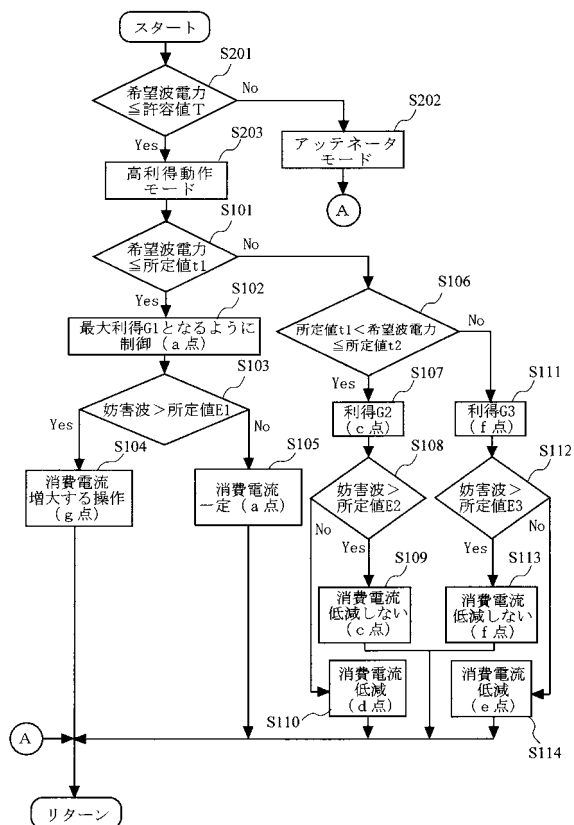 スタート
S201
希望波電力
≦許容値T
No
Yes
S202
アッテネータ
モード
A
S203
高利得動作
モード
S101
希望波電力
≦所定値t1
No
Yes
S102
最大利得G1となるように
制御（a点）
S106
所定値t1＜希望波電力
≦所定値t2
No
Yes
S103
妨害波＞所定値E1
Yes
No
S104
消費電流
増大する操作
（g点）
S105
消費電流
一定（a点）
S107
利得G2
（c点）
S111
利得G3
（f点）
S108
妨害波＞
所定値E2
No
Yes
S112
妨害波＞
所定値E3
No
Yes
S109
消費電流
低減しない
（c点）
S113
消費電流
低減しない
（f点）
消費電流
低減
（d点）
S110
消費電流
低減
（e点）
S114
A
リターン